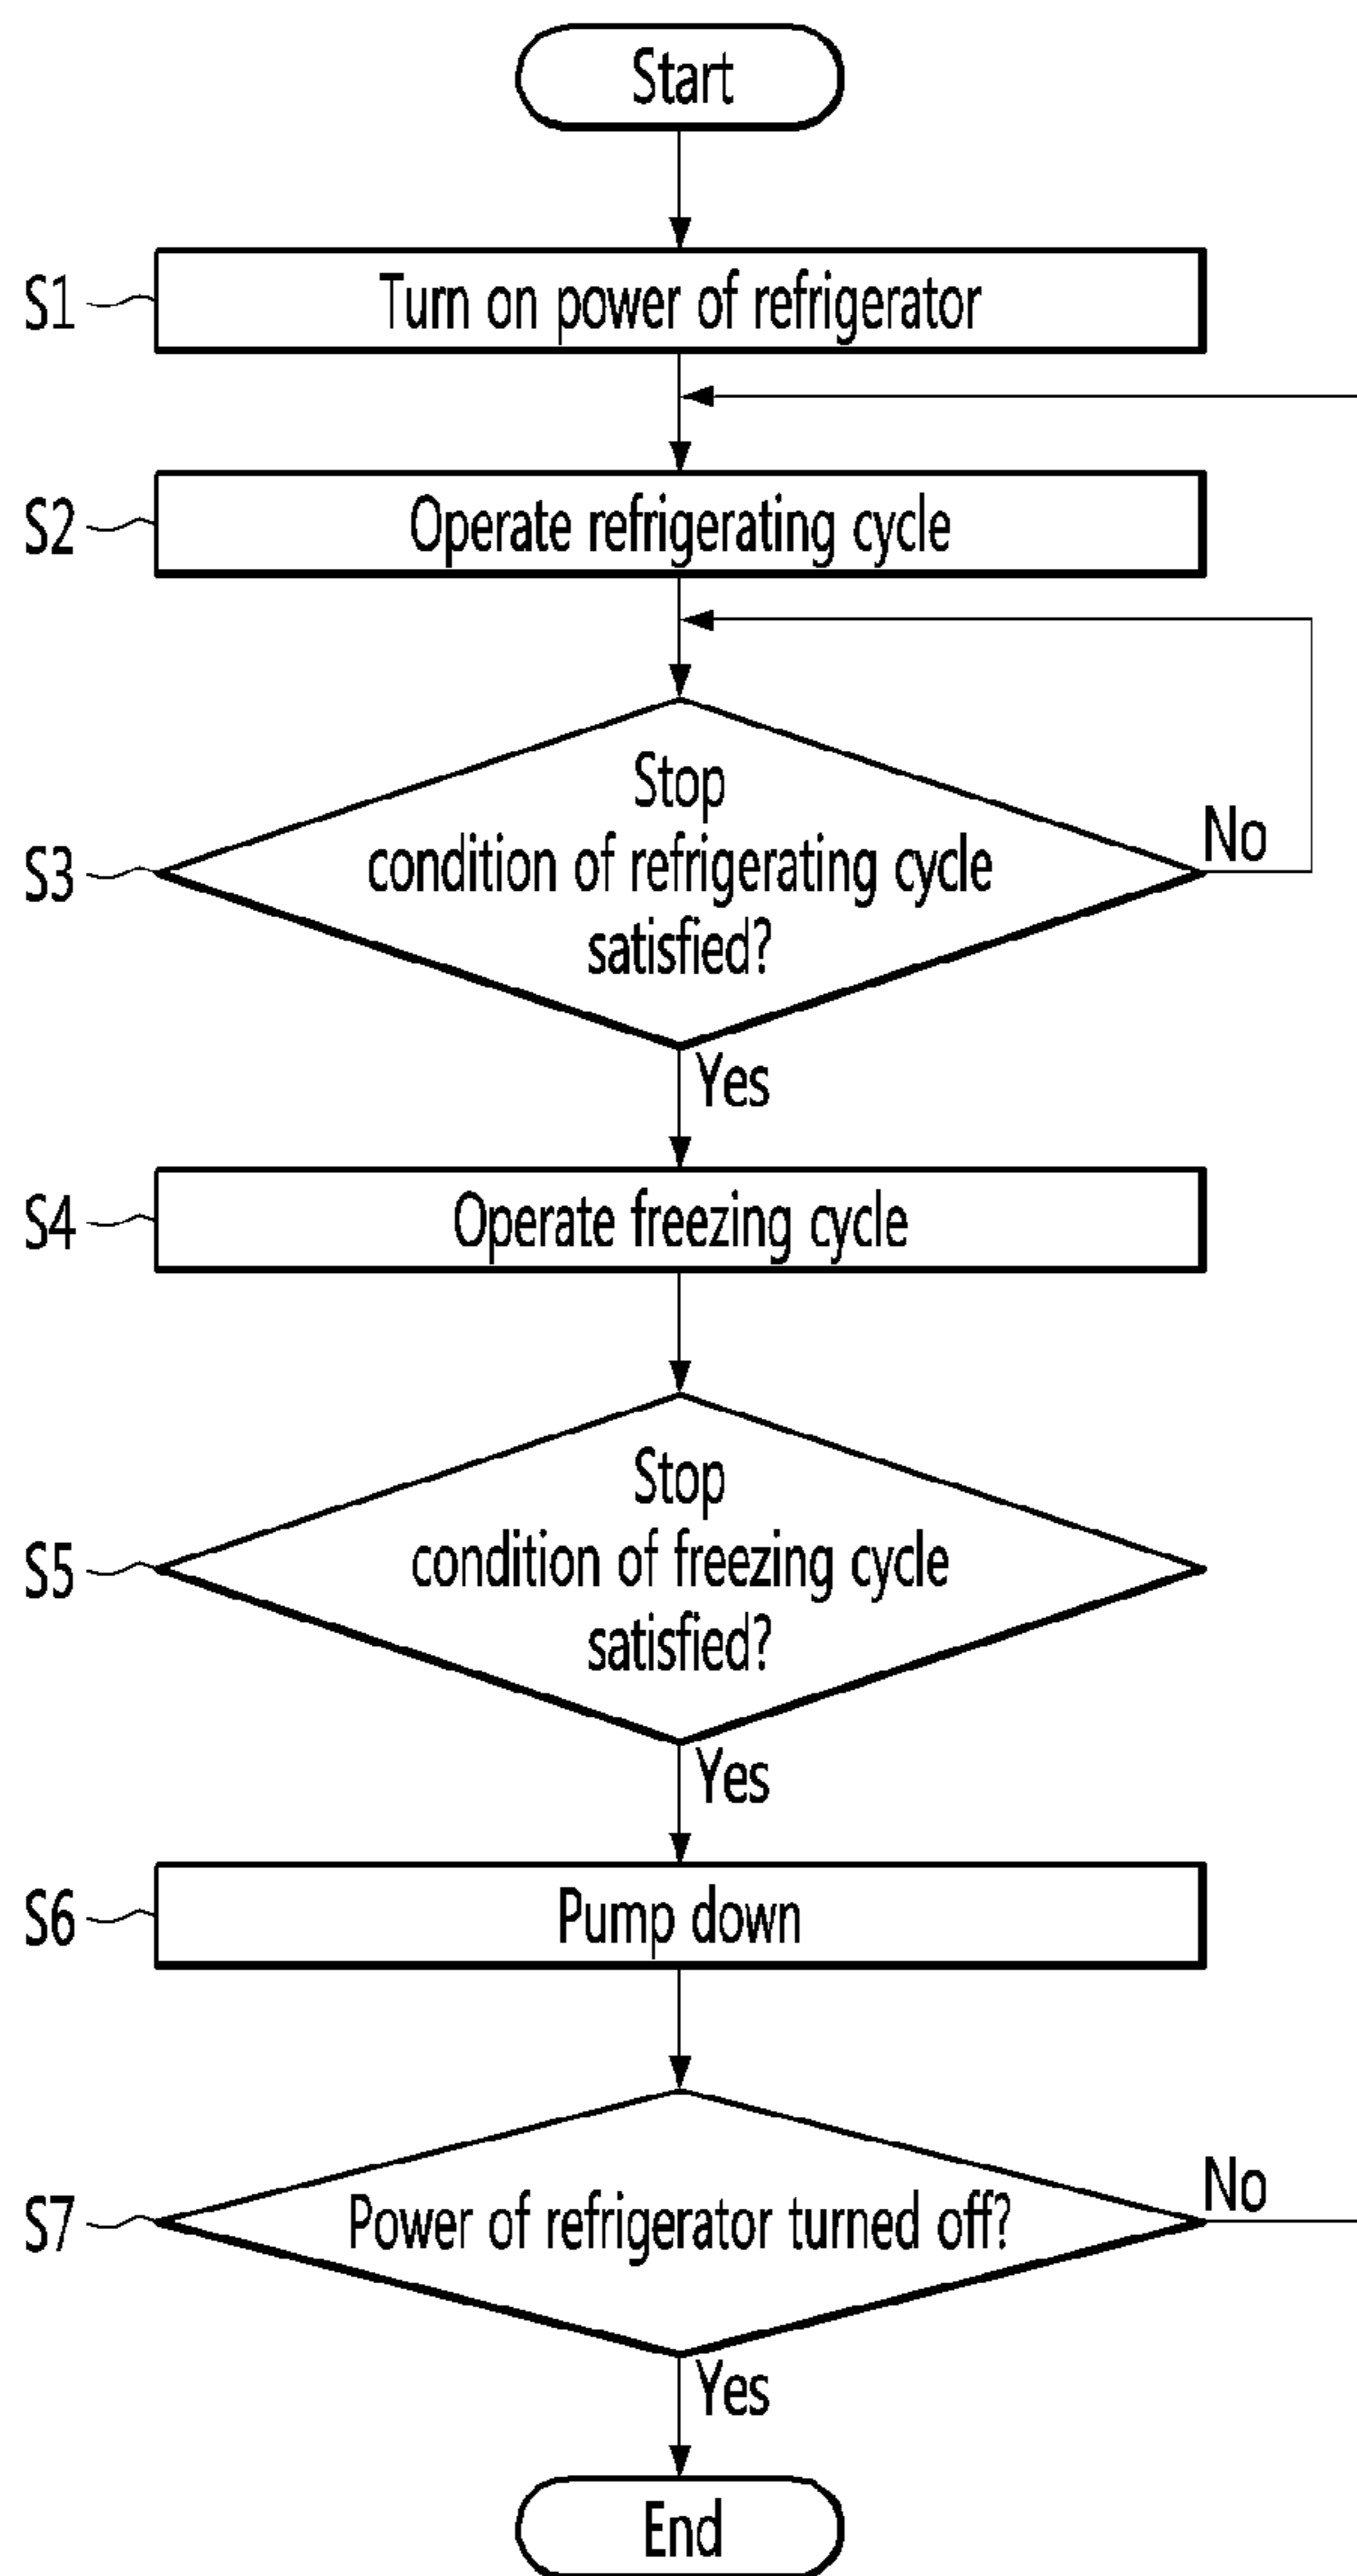 Start
S1
Turn on power of refrigerator
S2
Operate refrigerating cycle
S3
Stop
condition of refrigerating cycle
satisfied?
No
Yes
S4
Operate freezing cycle
S5
Stop
condition of freezing cycle
satisfied?
Yes
S6
Pump down
S7
Power of refrigerator turned off?
No
Yes
End